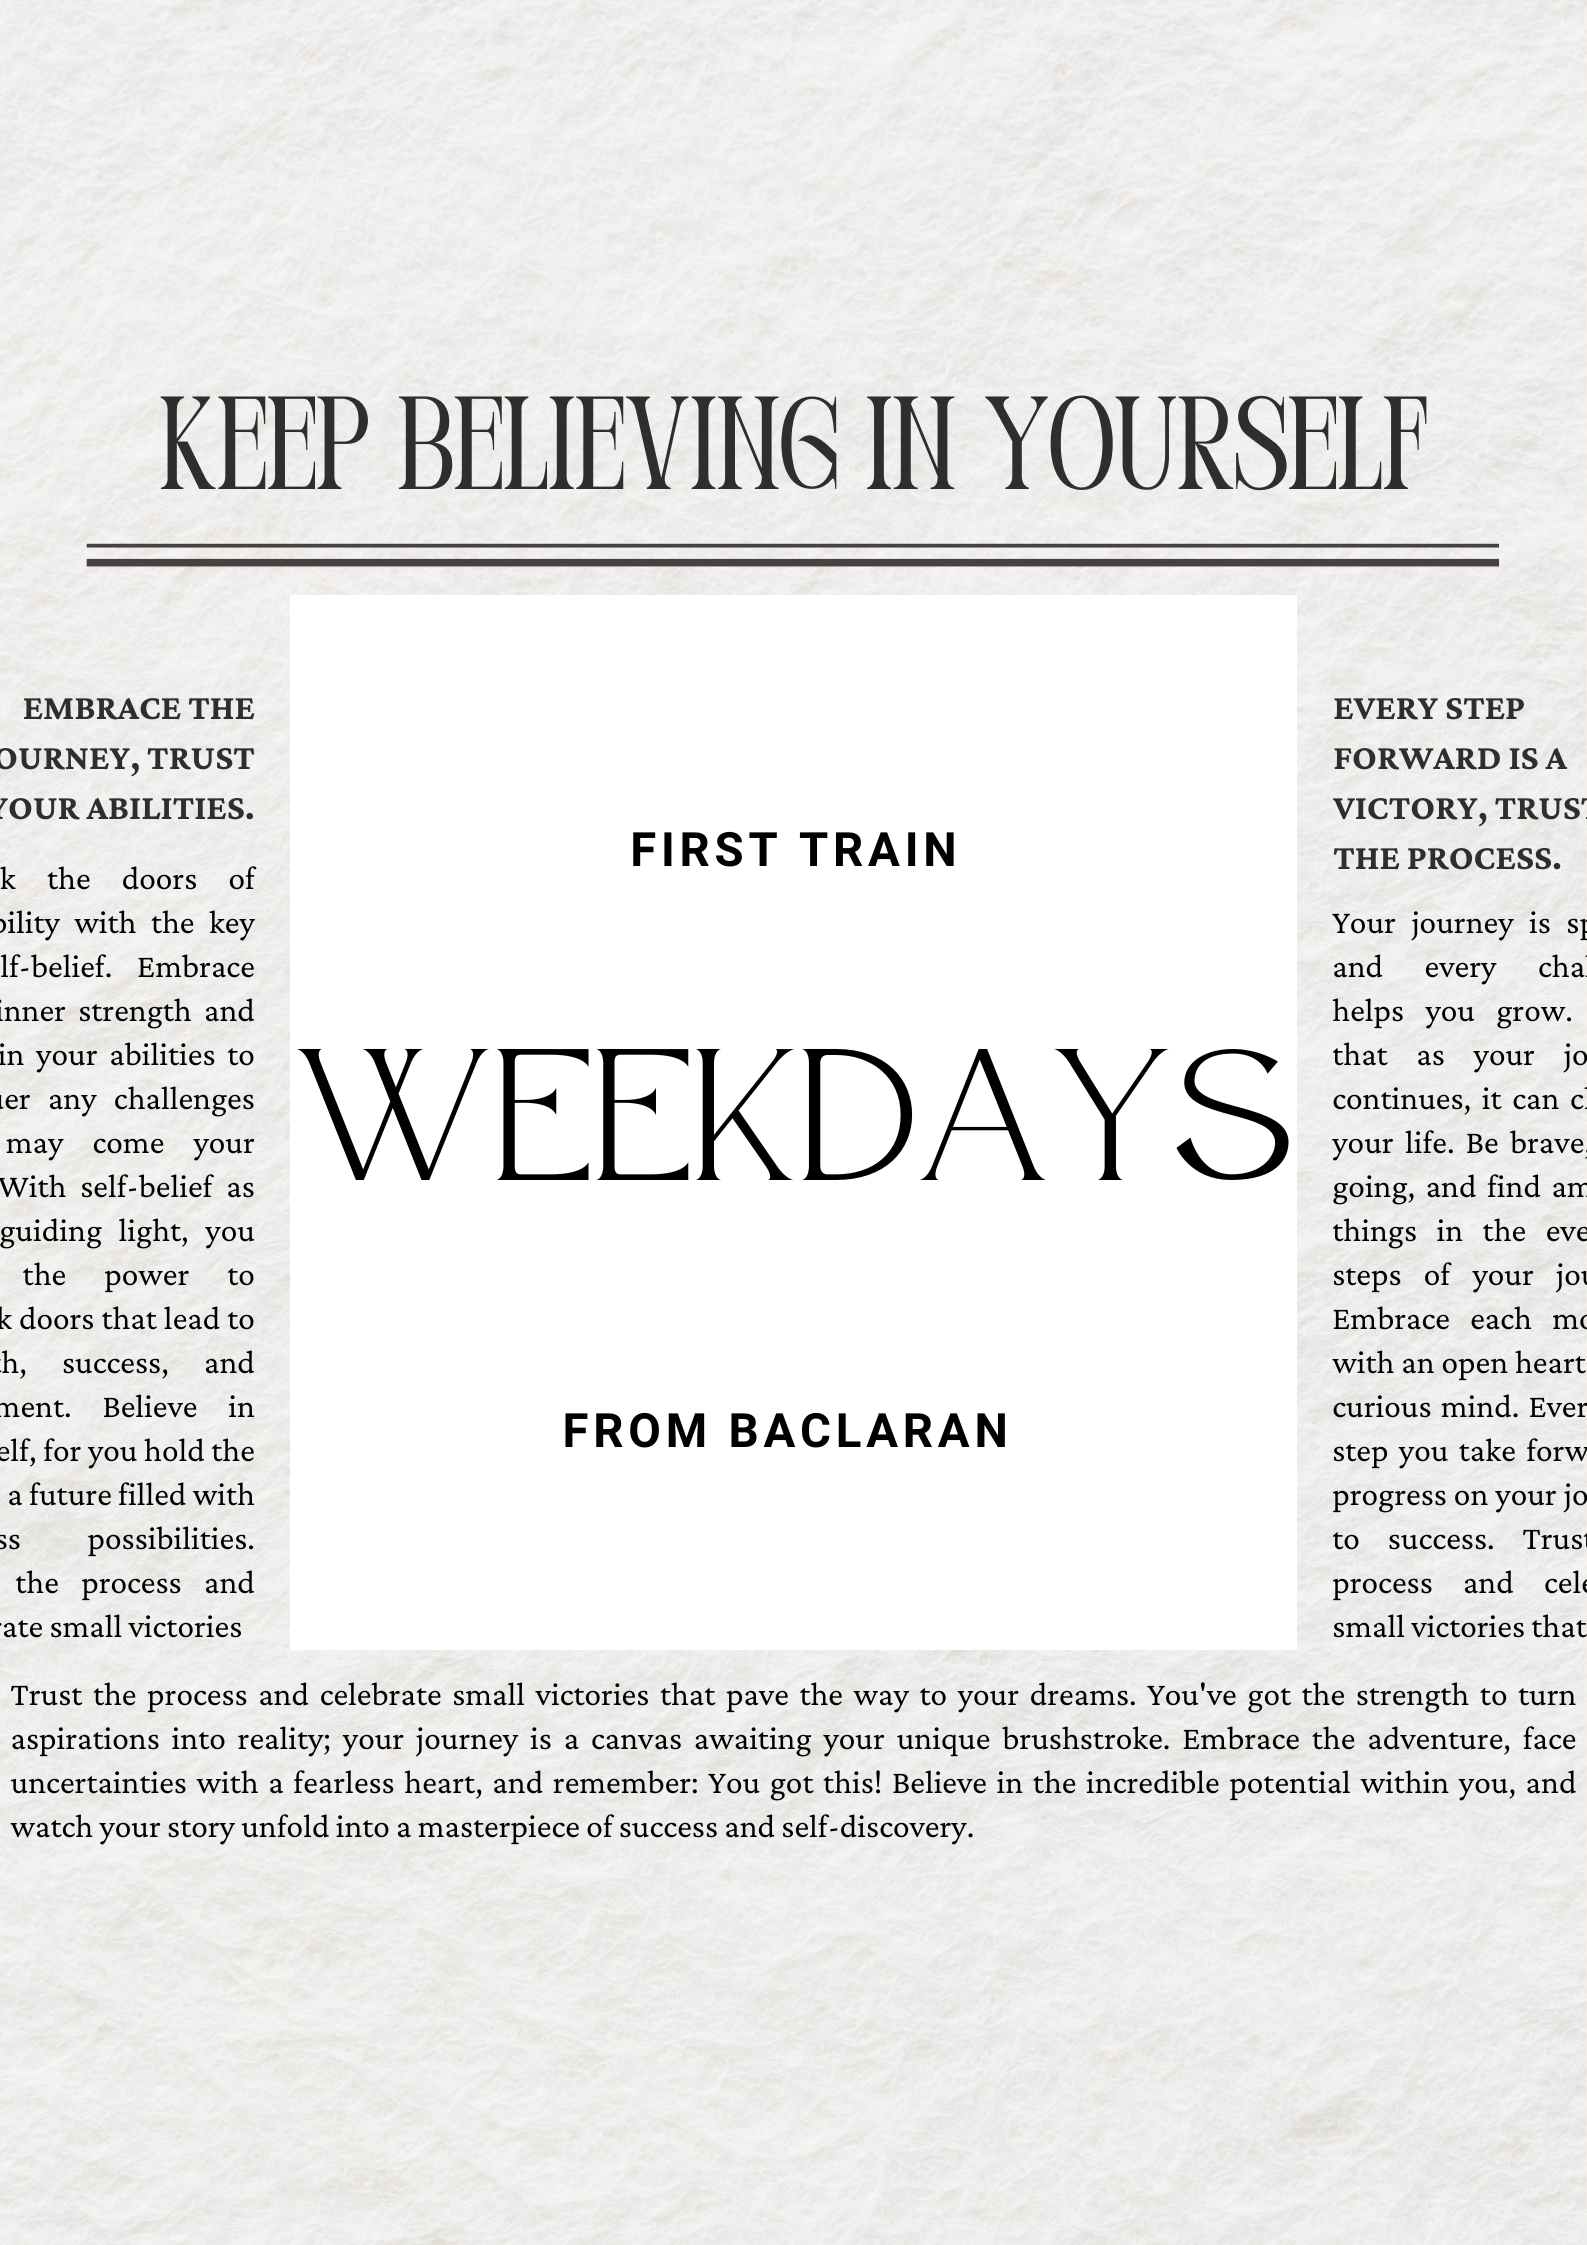 KEEP BELIEVING IN YOURSELF
EMBRACE THE
OURNEY, TRUST
YOUR ABILITIES.
k the doors of
bility with the key
lf-belief. Embrace
inner strength and
in your abilities to
er any challenges
may come your
With self-belief as
guiding light, you
the power to
k doors that lead to
h, success, and
ment. Believe in
elf, for you hold the
a future filled with
ss possibilities.
the process and
rate small victories
FIRST TRAIN
WEEKDAYS
FROM BACLARAN
EVERY STEP
FORWARD IS A
VICTORY, TRUST
THE PROCESS.
Your journey is sp
and every chal
helps you grow.
that as your jo
continues, it can c
your life. Be brave,
going, and find am
things in the eve
steps of your jou
Embrace each mo
with an open heart
curious mind. Ever
step you take forw
progress on your jo
to success. Trust
process and cele
small victories that
Trust the process and celebrate small victories that pave the way to your dreams. You've got the strength to turn
aspirations into reality; your journey is a canvas awaiting your unique brushstroke. Embrace the adventure, face
uncertainties with a fearless heart, and remember: You got this! Believe in the incredible potential within you, and
watch your story unfold into a masterpiece of success and self-discovery.